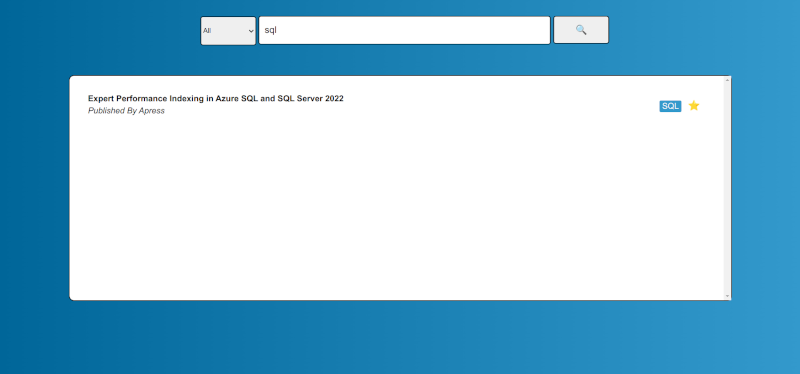 All
sql
Expert Performance Indexing in Azure SQL and SQL Server 2022
Published By Apress
SQL